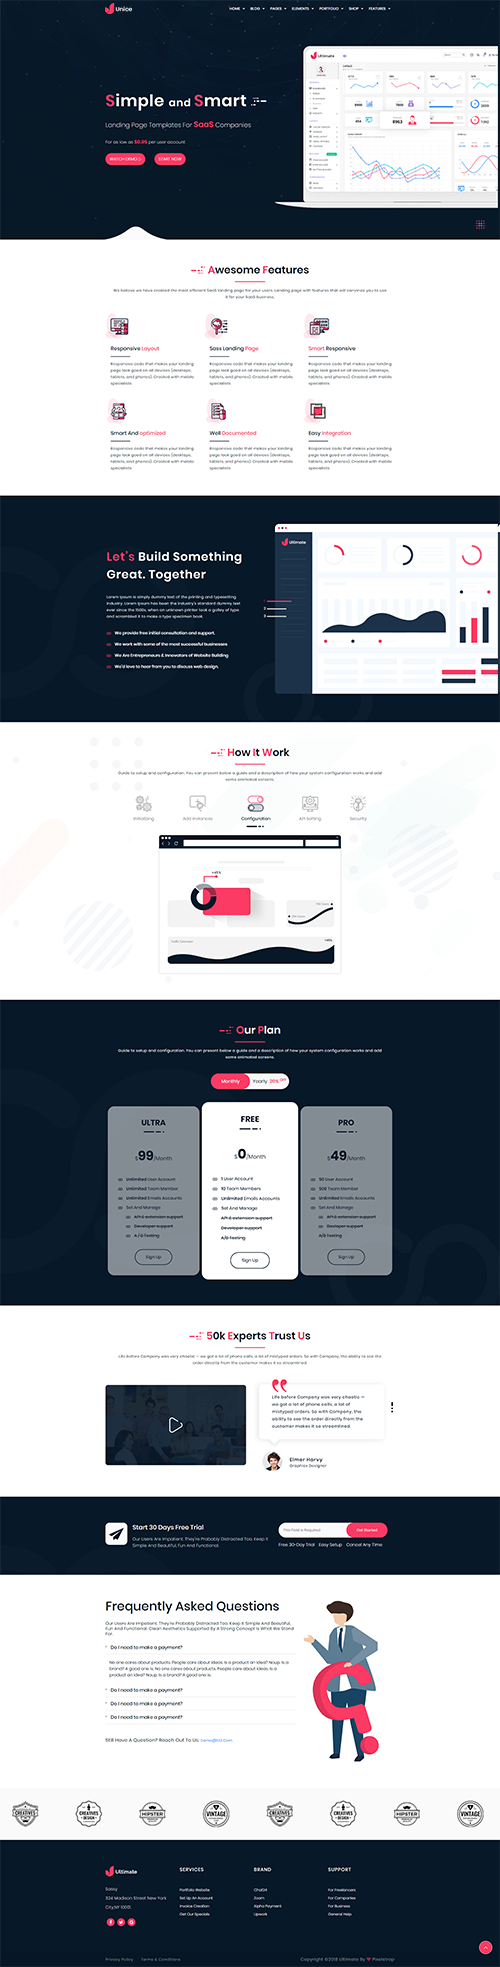 Unice
HOME BLOG PAGES ELEMENTS PORTFOLIO SHOP FEATURES
Simple and Smart
Landing Page Templates For SaaS Companies
For as low as $6.95 per user account
WATCH DEMO START NOW
Ultimate
Awesome Features
We believe we have created the most efficient SaaS landing page for your users. Landing page with features that will convince you to use
it for your SaaS business.
Responsive Layout
Responsive code that makes your landing
page look good on all devices (desktops,
tablets, and phones). Created with mobile
specialists
Sass Landing Page
Responsive code that makes your landing
page look good on all devices (desktops,
tablets, and phones). Created with mobile
specialists
Smart Responsive
Responsive code that makes your landing
page look good on all devices (desktops,
tablets, and phones). Created with mobile
specialists
Smart And optimized
Responsive code that makes your landing
page look good on all devices (desktops,
tablets, and phones). Created with mobile
specialists
Well Documented
Responsive code that makes your landing
page look good on all devices (desktops,
tablets, and phones). Created with mobile
specialists
Easy Integration
Responsive code that makes your landing
page look good on all devices (desktops,
tablets, and phones). Created with mobile
specialists
Let's Build Something
Great. Together
Lorem Ipsum is simply dummy text of the printing and typesetting
industry. Lorem Ipsum has been the industry's standard dummy text
ever since the 1500s, when an unknown printer took a galley of type
and scrambled it to make a type specimen book.
We provide free initial consultation and support.
We work with some of the most successful businesses
We Are Entrepreneurs & Innovators of Website Building
We'd love to hear from you to discuss web design.
Ultimate
1
2
3
How It Work
Guide to setup and configuration. You can present below a guide and a description of how your system configuration works and add
some animated screens.
Initializing Add Instances Configuration API Setting Security
+45%
Our Plan
Guide to setup and configuration. You can present below a guide and a description of how your system configuration works and add
some animated screens.
Monthly Yearly 20% OFF
ULTRA
$99/Month
Unlimited User Account
Unlimited Team Member
Unlimited Emails Accounts
Set And Manage
API & extension support
Developer support
A/B Testing
Sign Up
FREE
$0/Month
1 User Account
10 Team Members
Unlimited Emails Accounts
Set And Manage
API & extension support
Developer support
A/B Testing
Sign Up
PRO
$49/Month
50 User Account
500 Team Member
Unlimited Emails Accounts
Set And Manage
API & extension support
Developer support
A/B Testing
Sign Up
50k Experts Trust Us
Life before Company was very chaotic — we got a lot of phone calls, a lot of mistyped orders. So with Company, the ability to see the
order directly from the customer makes it so streamlined.
Life before Company was very chaotic —
we got a lot of phone calls, a lot of
mistyped orders. So with Company, the
ability to see the order directly from the
customer makes it so streamlined.
Elmer Harvy
Graphics Designer
Start 30 Days Free Trial
Our Users Are Impatient. They're Probably Distracted Too. Keep It
Simple And Beautiful, Fun And Functional.
This Field Is Required
Get Started
Free 30-Day Trial Easy Setup Cancel Any Time
Frequently Asked Questions
Our Users Are Impatient. They're Probably Distracted Too. Keep It Simple And Beautiful,
Fun And Functional. Clean Aesthetics Supported By A Strong Concept Is What We Stand
For.
Do I need to make a payment?
No one cares about products. People care about ideas. Is a product an idea? Noup. Is a
brand? A good one is. No one cares about products. People care about ideas. Is a
product an idea? Noup. Is a brand? A good one is.
Do I need to make a payment?
Do I need to make a payment?
Do I need to make a payment?
Still Have A Question? Reach Out To Us:
CREATIVES CREATIVES DESIGN HIPSTER VINTAGE CREATIVES CREATIVES DESIGN HIPSTER VINTAGE
Ultimate
Sassy
324 Madison Street New York
City,NY 10001.
SERVICES
Portfolio Website
Set Up An Account
Invoice Creation
Get Our Specials
BRAND
Chat24
Zoom
Alpha Payment
Upwork
SUPPORT
For Freelancers
For Companies
For Business
General Help
Privacy Policy Terms & Conditions
Copyright ©2018 Ultimate By Pixelstrap